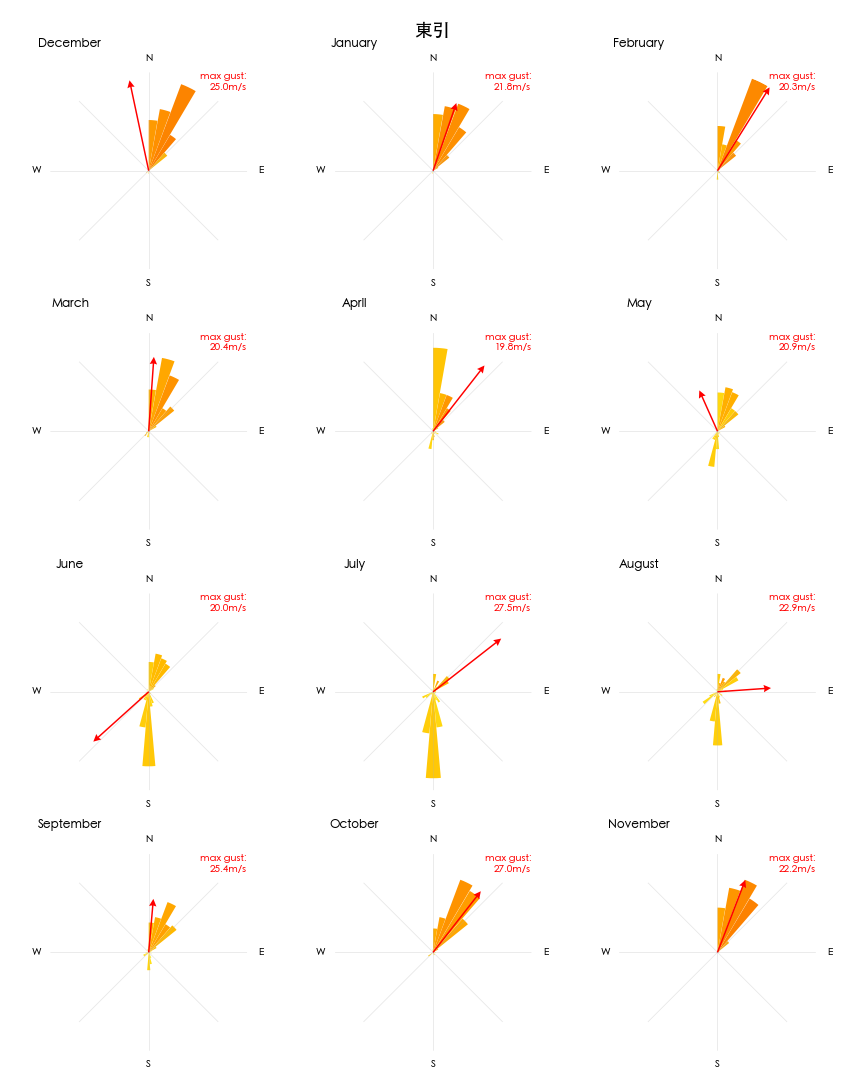 東引
December
January
February
N
N
N
max gust:
25.0m/s
max gust:
21.8m/s
max gust:
20.3m/s
W
E
W
E
W
E
S
S
S
March
April
May
N
N
N
max gust:
20.4m/s
max gust:
19.8m/s
max gust:
20.9m/s
W
E
W
E
W
E
S
S
S
June
July
August
N
N
N
max gust:
20.0m/s
max gust:
27.5m/s
max gust:
22.9m/s
W
E
W
E
W
E
S
S
S
September
October
November
N
N
N
max gust:
25.4m/s
max gust:
27.0m/s
max gust:
22.2m/s
W
E
W
E
W
E
S
S
S